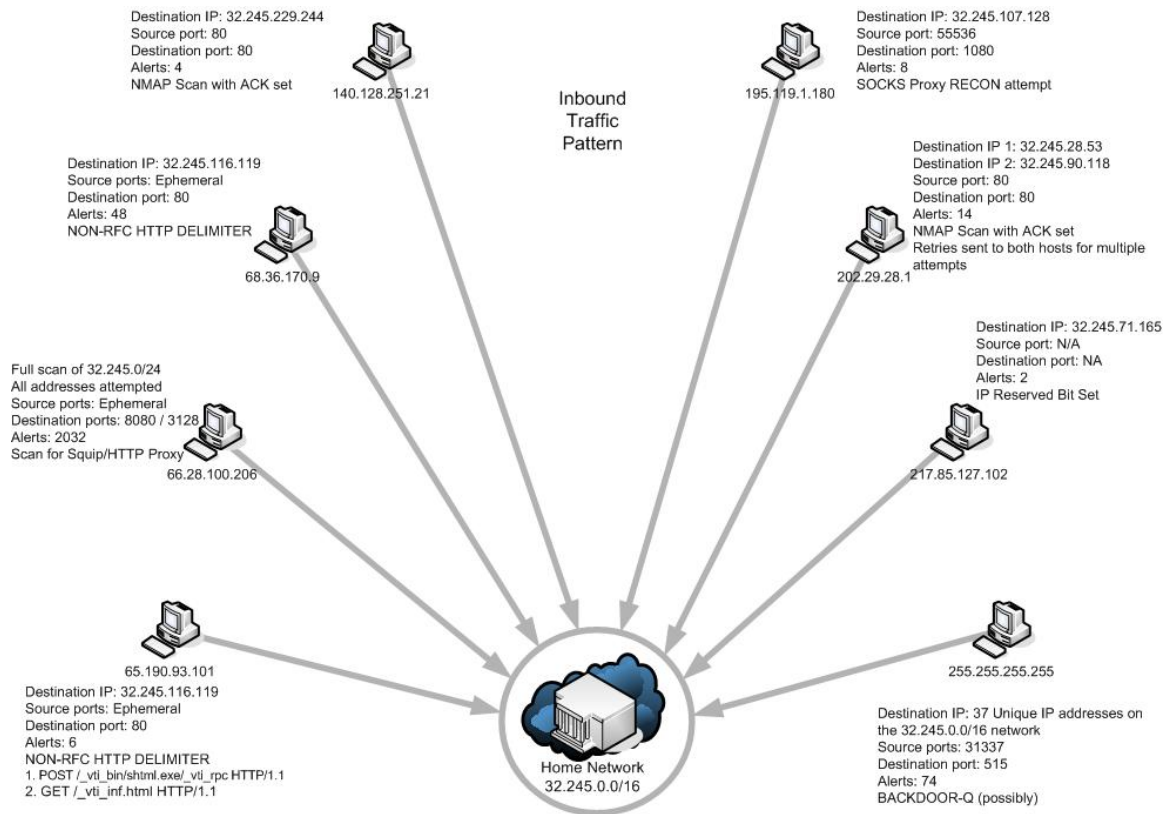 Destination IP: 32.245.229.244
Source port: 80
Destination port: 80
Alerts: 4
NMAP Scan with ACK set
140.128.251.21
Inbound
Traffic
Pattern
Destination IP: 32.245.107.128
Source port: 55536
Destination port: 1080
Alerts: 8
SOCKS Proxy RECON attempt
195.119.1.180
Destination IP: 32.245.116.119
Source ports: Ephemeral
Destination port: 80
Alerts: 48
NON-RFC HTTP DELIMITER
68.36.170.9
Destination IP 1: 32.245.28.53
Destination IP 2: 32.245.90.118
Source port: 80
Destination port: 80
Alerts: 14
NMAP Scan with ACK set
Retries sent to both hosts for multiple
attempts
202.29.28.1
Full scan of 32.245.0/24
All addresses attempted
Source ports: Ephemeral
Destination ports: 8080 / 3128
Alerts: 2032
Scan for Squip/HTTP Proxy
66.28.100.206
Destination IP: 32.245.71.165
Source port: N/A
Destination port: NA
Alerts: 2
IP Reserved Bit Set
217.85.127.102
65.190.93.101
Destination IP: 32.245.116.119
Source ports: Ephemeral
Destination port: 80
Alerts: 6
NON-RFC HTTP DELIMITER
1. POST /_vti_bin/shtml.exe/_vti_rpc HTTP/1.1
2. GET /_vti_inf.html HTTP/1.1
Home Network
32.245.0.0/16
255.255.255.255
Destination IP: 37 Unique IP addresses on
the 32.245.0.0/16 network
Source ports: 31337
Destination port: 515
Alerts: 74
BACKDOOR-Q (possibly)